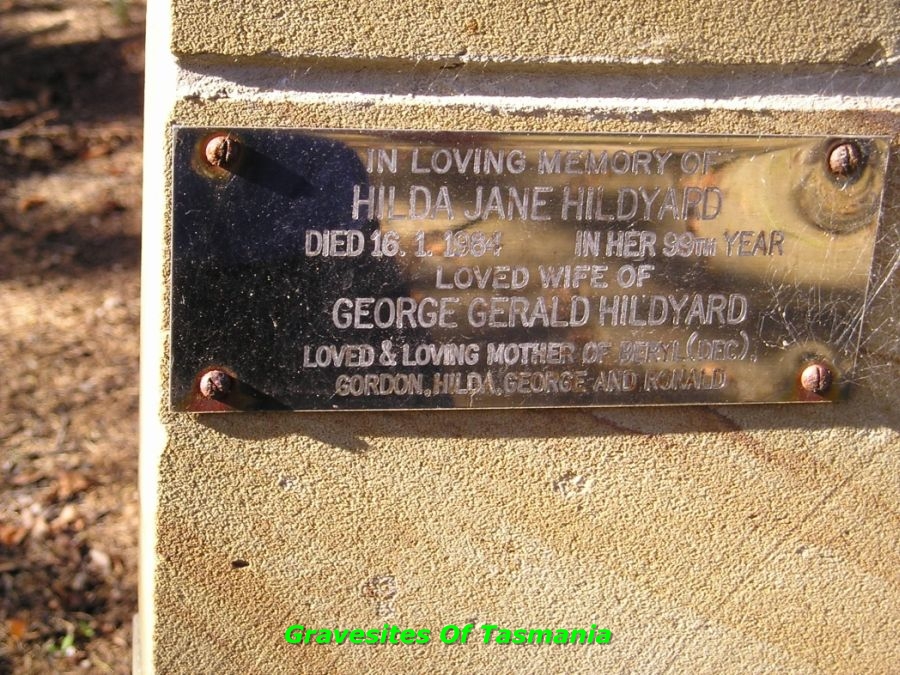 IN LOVING MEMORY OF
HILDA JANE HILDYARD
DIED 16. 1. 1984 IN HER 99TH YEAR
LOVED WIFE OF
GEORGE GERALD HILDYARD
LOVED & LOVING MOTHER OF BERYL (DEC),
GORDON, HILDA, GEORGE AND RONALD
Gravesites Of Tasmania